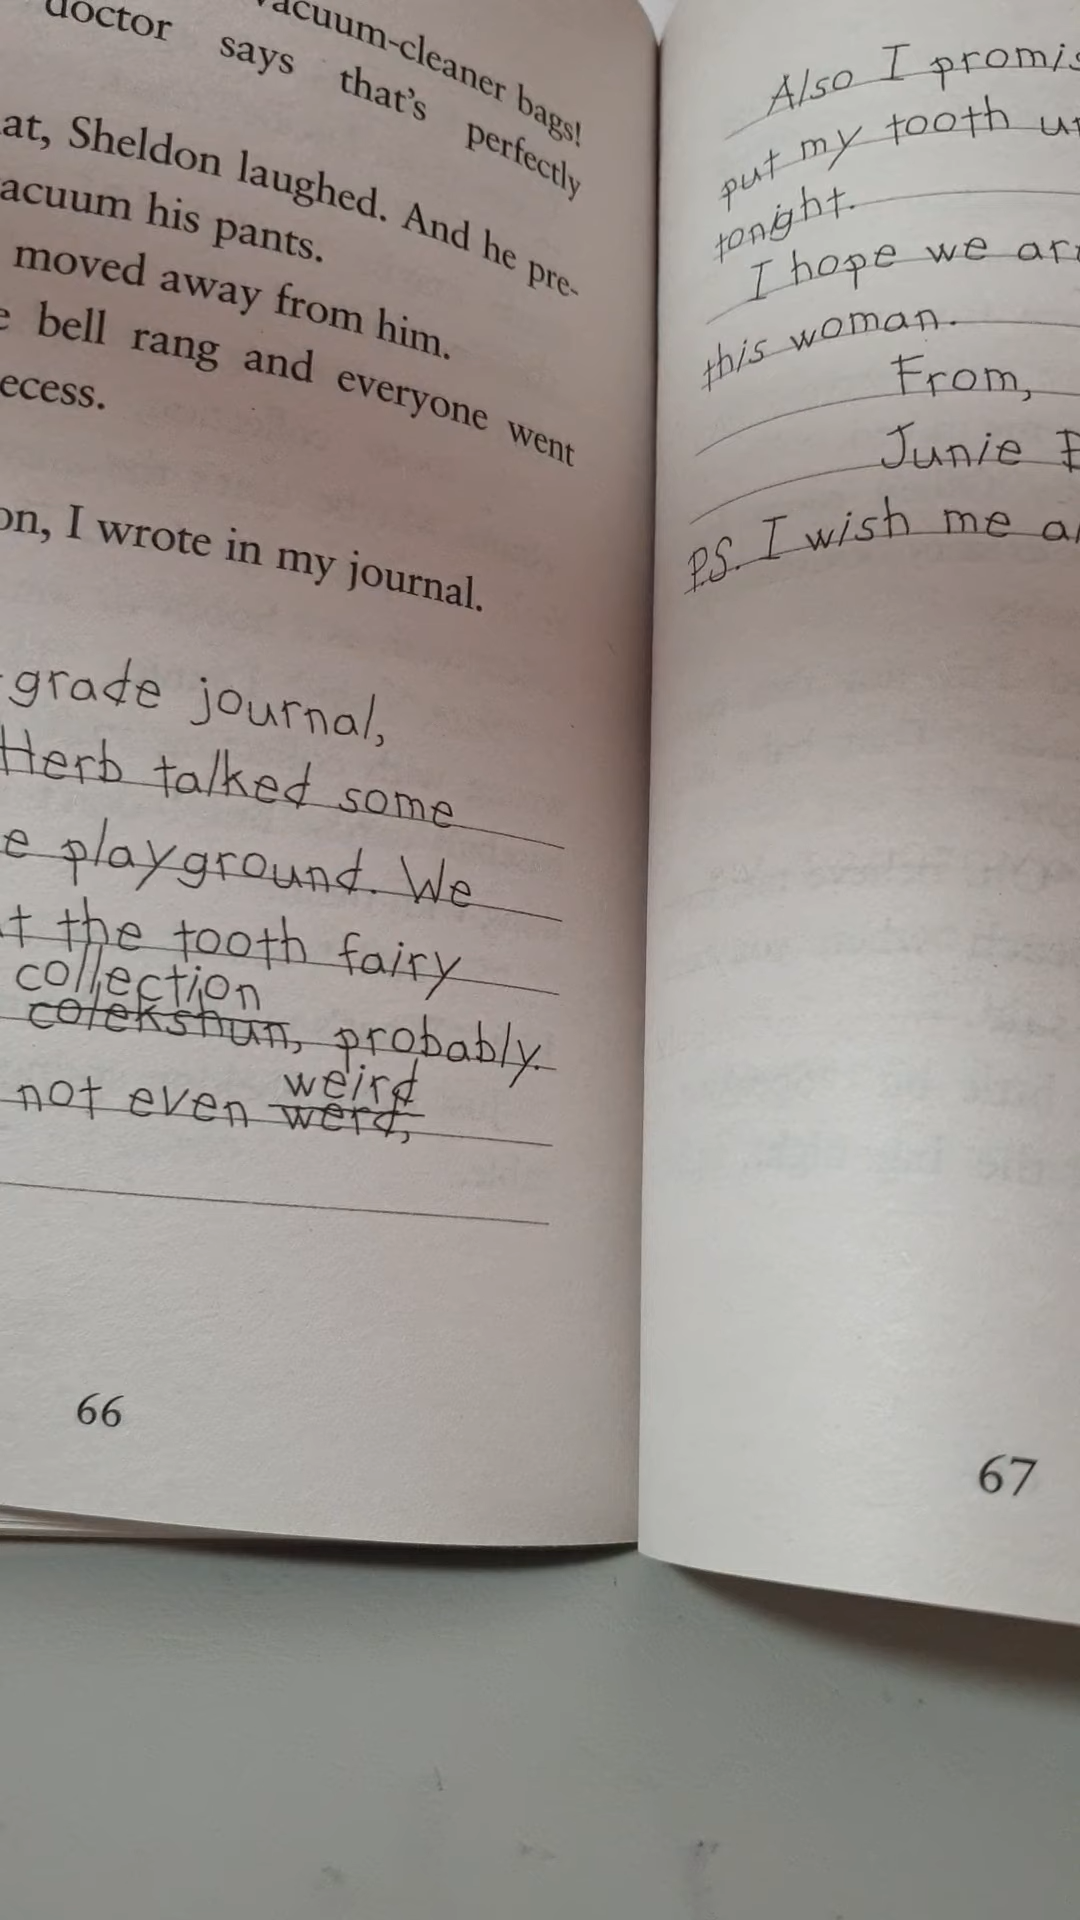 vacuum-cleaner bags!
doctor says that's perfectly
at, Sheldon laughed. And he pre-
acuum his pants.
moved away from him.
e bell rang and everyone went
ecess.
on, I wrote in my journal.
grade journal,
Herb talked some
e playground. We
t the tooth fairy
collection
colekshun, probably.
weird
not even werd,
66
Also I promis
put my tooth un
tonight.
I hope we are
this woman.
From,
Junie B
P.S. I wish me an
67